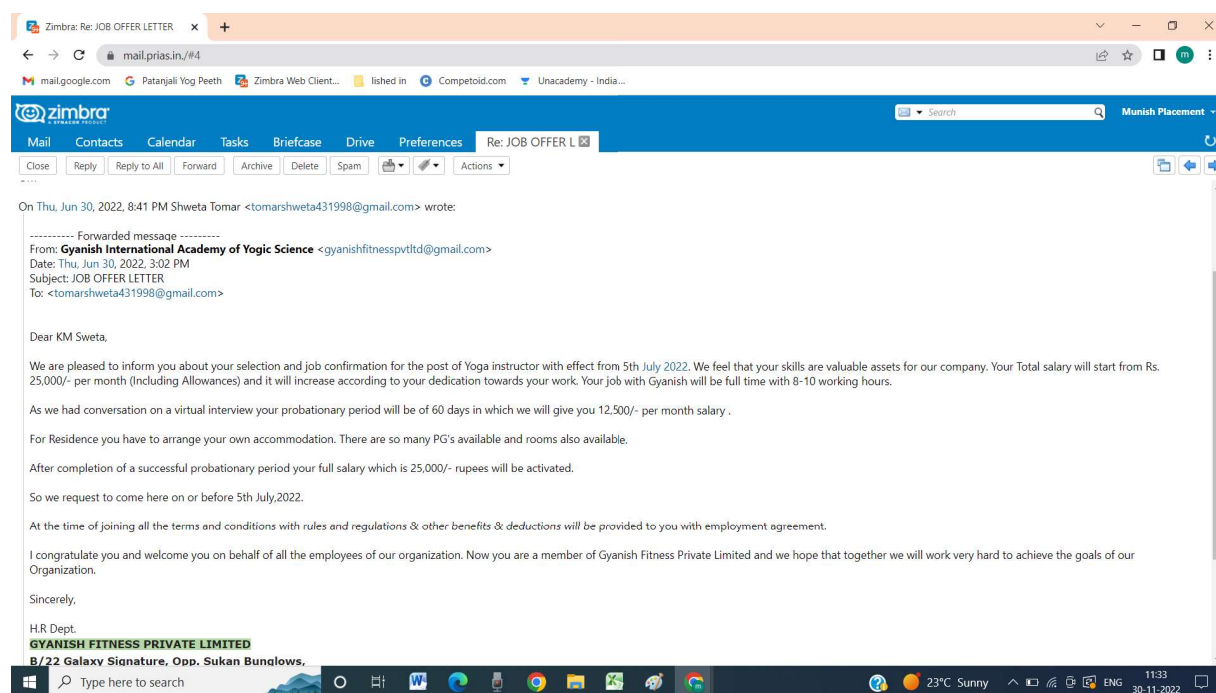 Zimbra: Re: JOB OFFER LETTER
mail.prias.in./#4
mail.google.com Patanjali Yog Peeth Zimbra Web Client... lished in Competoid.com Unacademy - India...
zimbra
A SYNACOR PRODUCT
Search
Munish Placement
Mail Contacts Calendar Tasks Briefcase Drive Preferences Re: JOB OFFER L
Close Reply Reply to All Forward Archive Delete Spam Actions
On Thu, Jun 30, 2022, 8:41 PM Shweta Tomar <tomarshweta431998@gmail.com> wrote:
---------- Forwarded message ---------
From: Gyanish International Academy of Yogic Science <gyanishfitnesspvtltd@gmail.com>
Date: Thu, Jun 30, 2022, 3:02 PM
Subject: JOB OFFER LETTER
To: <tomarshweta431998@gmail.com>
Dear KM Sweta,
We are pleased to inform you about your selection and job confirmation for the post of Yoga instructor with effect from 5th July 2022. We feel that your skills are valuable assets for our company. Your Total salary will start from Rs.
25,000/- per month (Including Allowances) and it will increase according to your dedication towards your work. Your job with Gyanish will be full time with 8-10 working hours.
As we had conversation on a virtual interview your probationary period will be of 60 days in which we will give you 12,500/- per month salary .
For Residence you have to arrange your own accommodation. There are so many PG's available and rooms also available.
After completion of a successful probationary period your full salary which is 25,000/- rupees will be activated.
So we request to come here on or before 5th July,2022.
At the time of joining all the terms and conditions with rules and regulations & other benefits & deductions will be provided to you with employment agreement.
I congratulate you and welcome you on behalf of all the employees of our organization. Now you are a member of Gyanish Fitness Private Limited and we hope that together we will work very hard to achieve the goals of our
Organization.
Sincerely,
H.R Dept.
GYANISH FITNESS PRIVATE LIMITED
B/22 Galaxy Signature, Opp. Sukan Bunglows,
Type here to search
23°C Sunny
ENG
11:33
30-11-2022